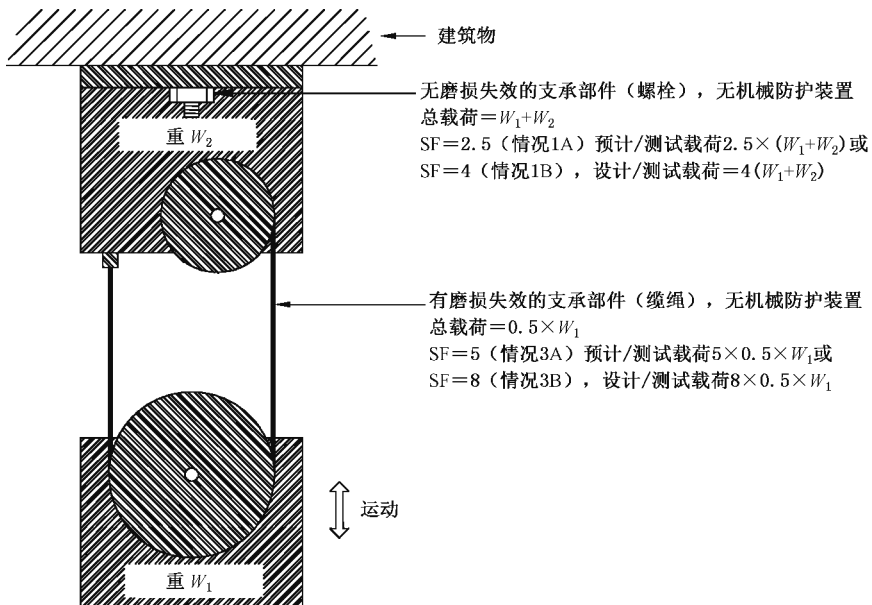 建筑物
无磨损失效的支承部件（螺栓），无机械防护装置
总载荷＝W₁+W₂
SF＝2.5（情况1A）预计/测试载荷2.5×(W₁+W₂)或
SF＝4（情况1B），设计/测试载荷＝4(W₁+W₂)
重 W₂
有磨损失效的支承部件（缆绳），无机械防护装置
总载荷＝0.5×W₁
SF＝5（情况3A）预计/测试载荷5×0.5×W₁或
SF＝8（情况3B），设计/测试载荷8×0.5×W₁
运动
重 W₁